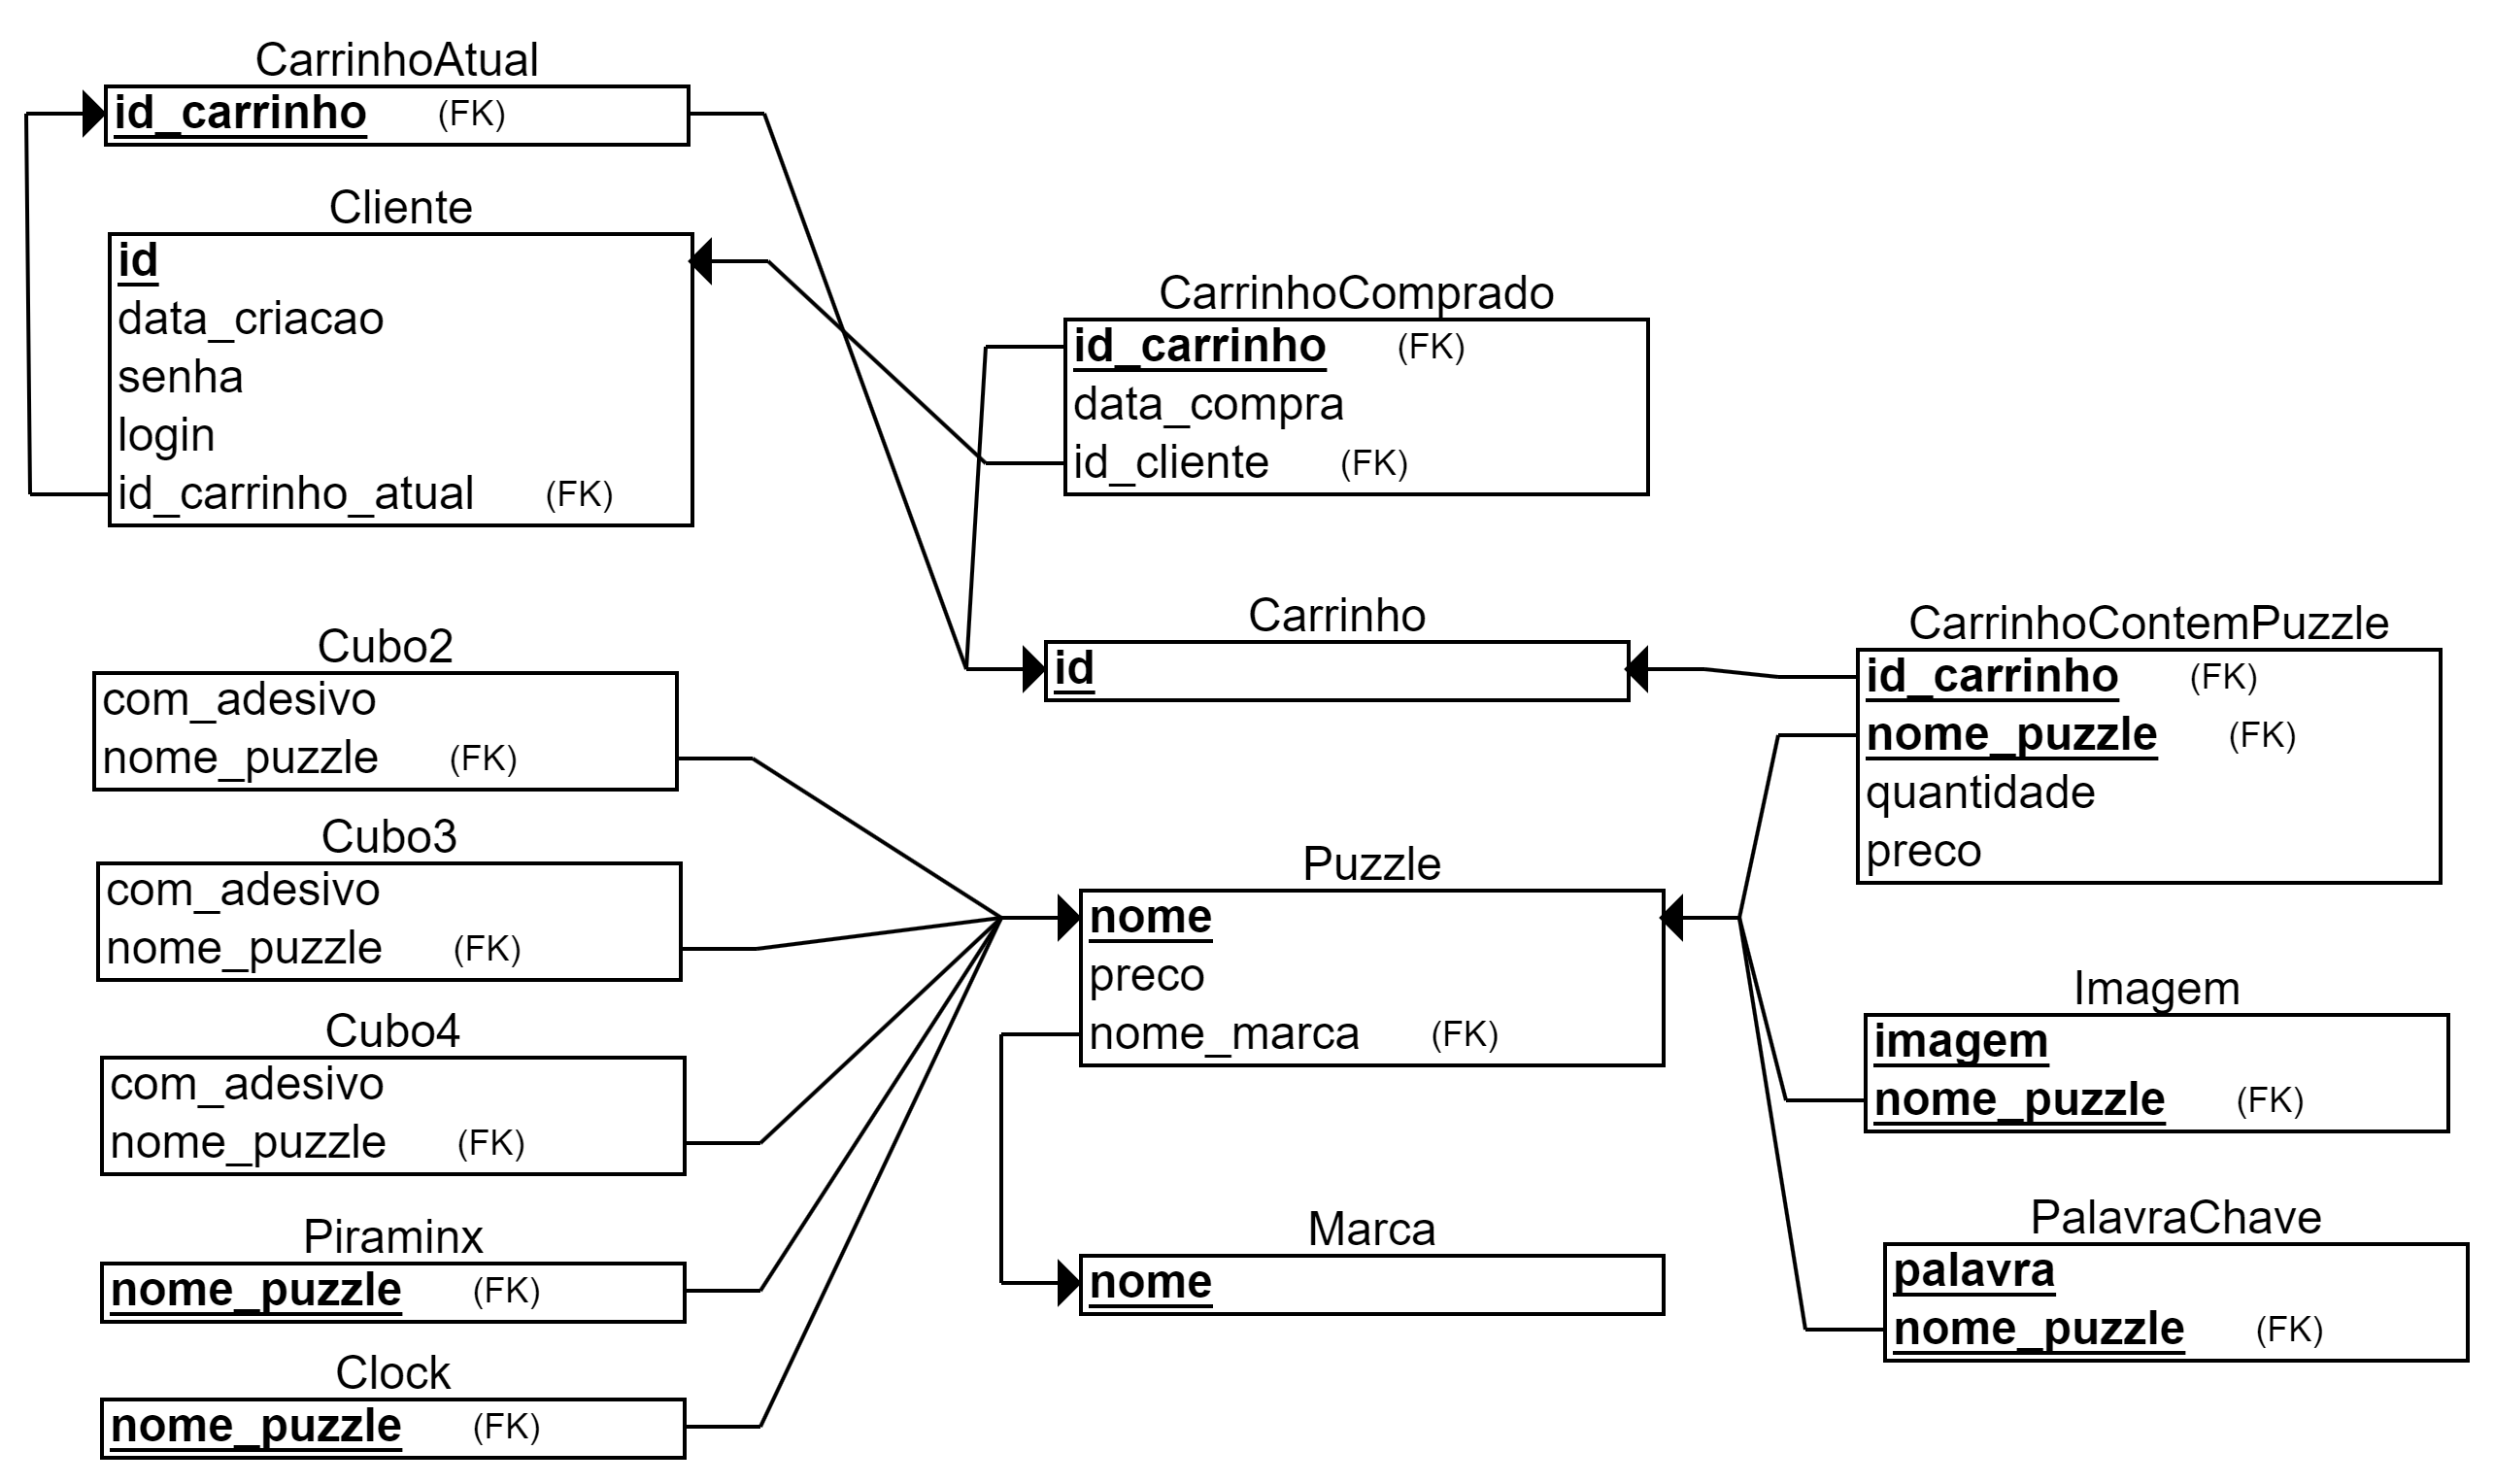 CarrinhoAtual
id_carrinho (FK)
Cliente
id
data_criacao
senha
login
id_carrinho_atual (FK)
CarrinhoComprado
id_carrinho (FK)
data_compra
id_cliente (FK)
Carrinho
id
CarrinhoContemPuzzle
id_carrinho (FK)
nome_puzzle (FK)
quantidade
preco
Cubo2
com_adesivo
nome_puzzle (FK)
Cubo3
com_adesivo
nome_puzzle (FK)
Cubo4
com_adesivo
nome_puzzle (FK)
Piraminx
nome_puzzle (FK)
Clock
nome_puzzle (FK)
Puzzle
nome
preco
nome_marca (FK)
Marca
nome
Imagem
imagem
nome_puzzle (FK)
PalavraChave
palavra
nome_puzzle (FK)